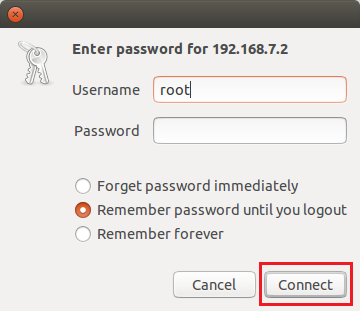 Enter password for 192.168.7.2
Username root
Password
Forget password immediately
Remember password until you logout
Remember forever
Cancel Connect